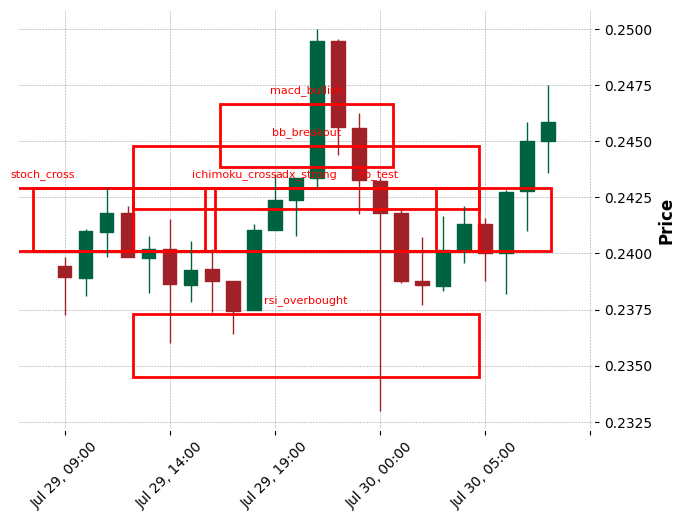 0.2500
macd_bullish
0.2475
bb_breakout
0.2450
stoch_cross
ichimoku_cross
adx_strong
0.2425
Price
0.2400
rsi_overbought
0.2375
0.2350
0.2325
Jul 29, 09:00
Jul 29, 14:00
Jul 29, 19:00
Jul 30, 00:00
Jul 30, 05:00